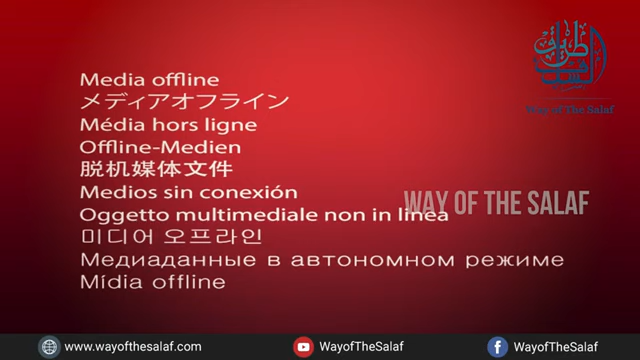 طريق السلف
Way of The Salaf
Media offline
メディアオフライン
Média hors ligne
Offline-Medien
脱机媒体文件
Medios sin conexión
WAY OF THE SALAF
Oggetto multimediale non in linea
미디어 오프라인
Медиаданные в автономном режиме
Mídia offline
www.wayofthesalaf.com
WayofTheSalaf
WayofTheSalaf